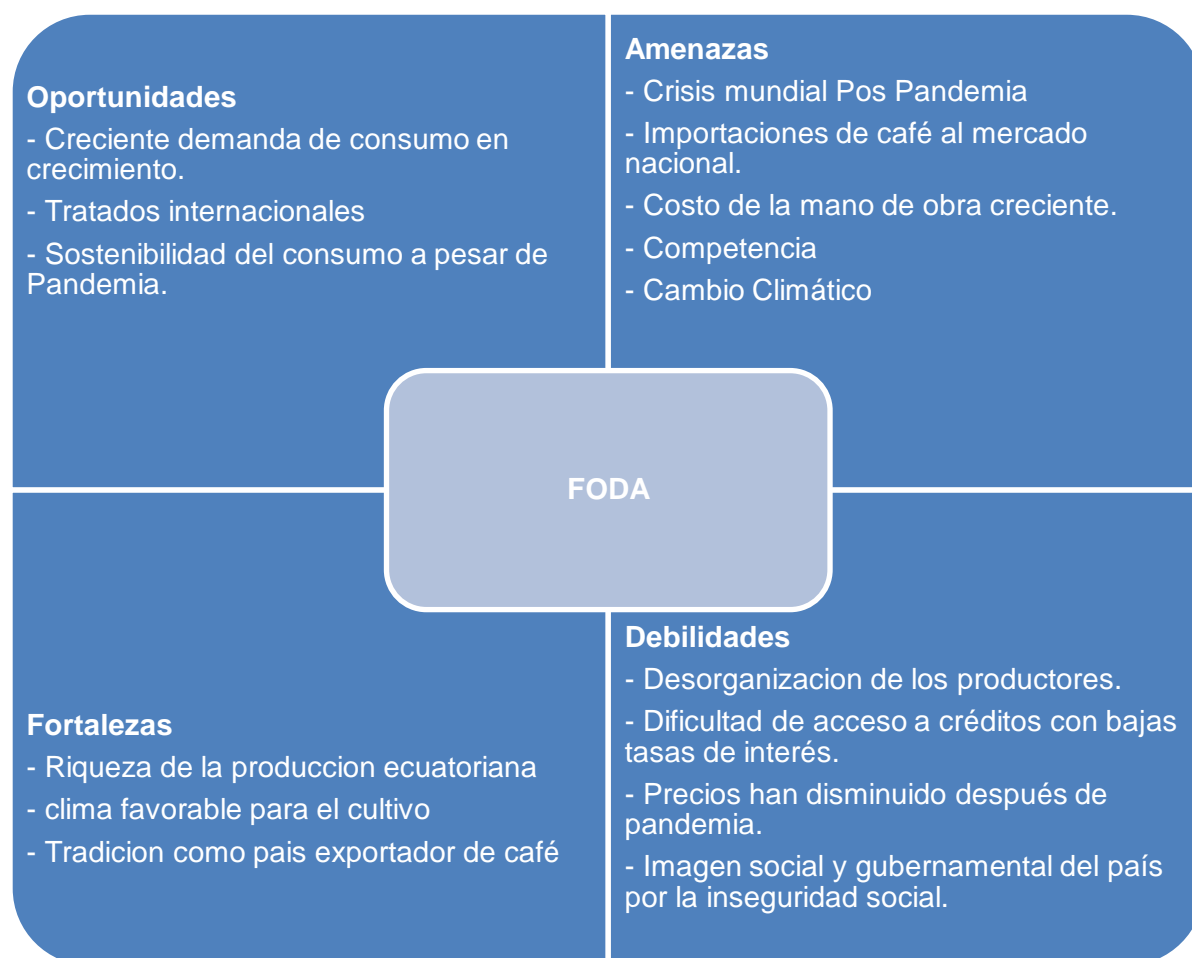 Oportunidades
- Creciente demanda de consumo en
crecimiento.
- Tratados internacionales
- Sostenibilidad del consumo a pesar de
Pandemia.
Amenazas
- Crisis mundial Pos Pandemia
- Importaciones de café al mercado
nacional.
- Costo de la mano de obra creciente.
- Competencia
- Cambio Climático
FODA
Fortalezas
- Riqueza de la produccion ecuatoriana
- clima favorable para el cultivo
- Tradicion como pais exportador de café
Debilidades
- Desorganizacion de los productores.
- Dificultad de acceso a créditos con bajas
tasas de interés.
- Precios han disminuido después de
pandemia.
- Imagen social y gubernamental del país
por la inseguridad social.